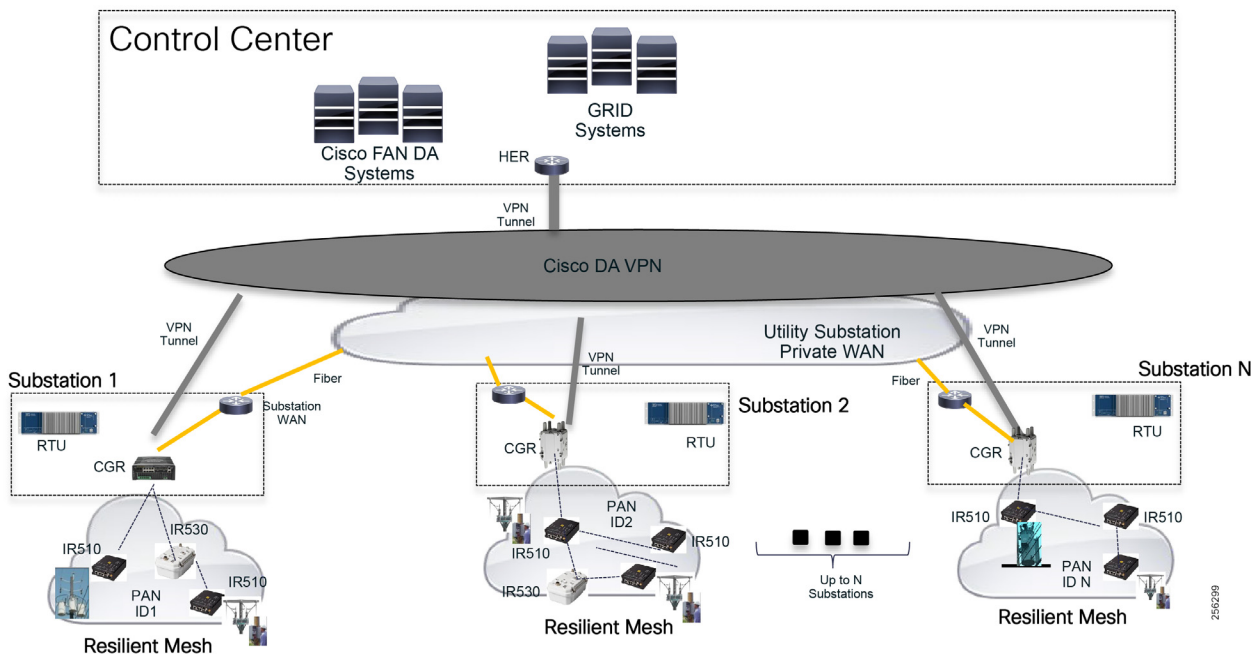 Control Center
GRID
Systems
Cisco FAN DA
Systems
HER
VPN
Tunnel
Cisco DA VPN
VPN
Tunnel
Utility Substation
Private WAN
VPN
Tunnel
VPN
Tunnel
Substation 1
Fiber
Substation
WAN
RTU
CGR
Substation 2
RTU
CGR
Fiber
Substation N
RTU
CGR
IR530
IR510
IR510
PAN
ID1
Resilient Mesh
PAN
ID2
IR510
IR510
IR530
Resilient Mesh
Up to N
Substations
IR510
IR510
PAN
ID N
Resilient Mesh
256299